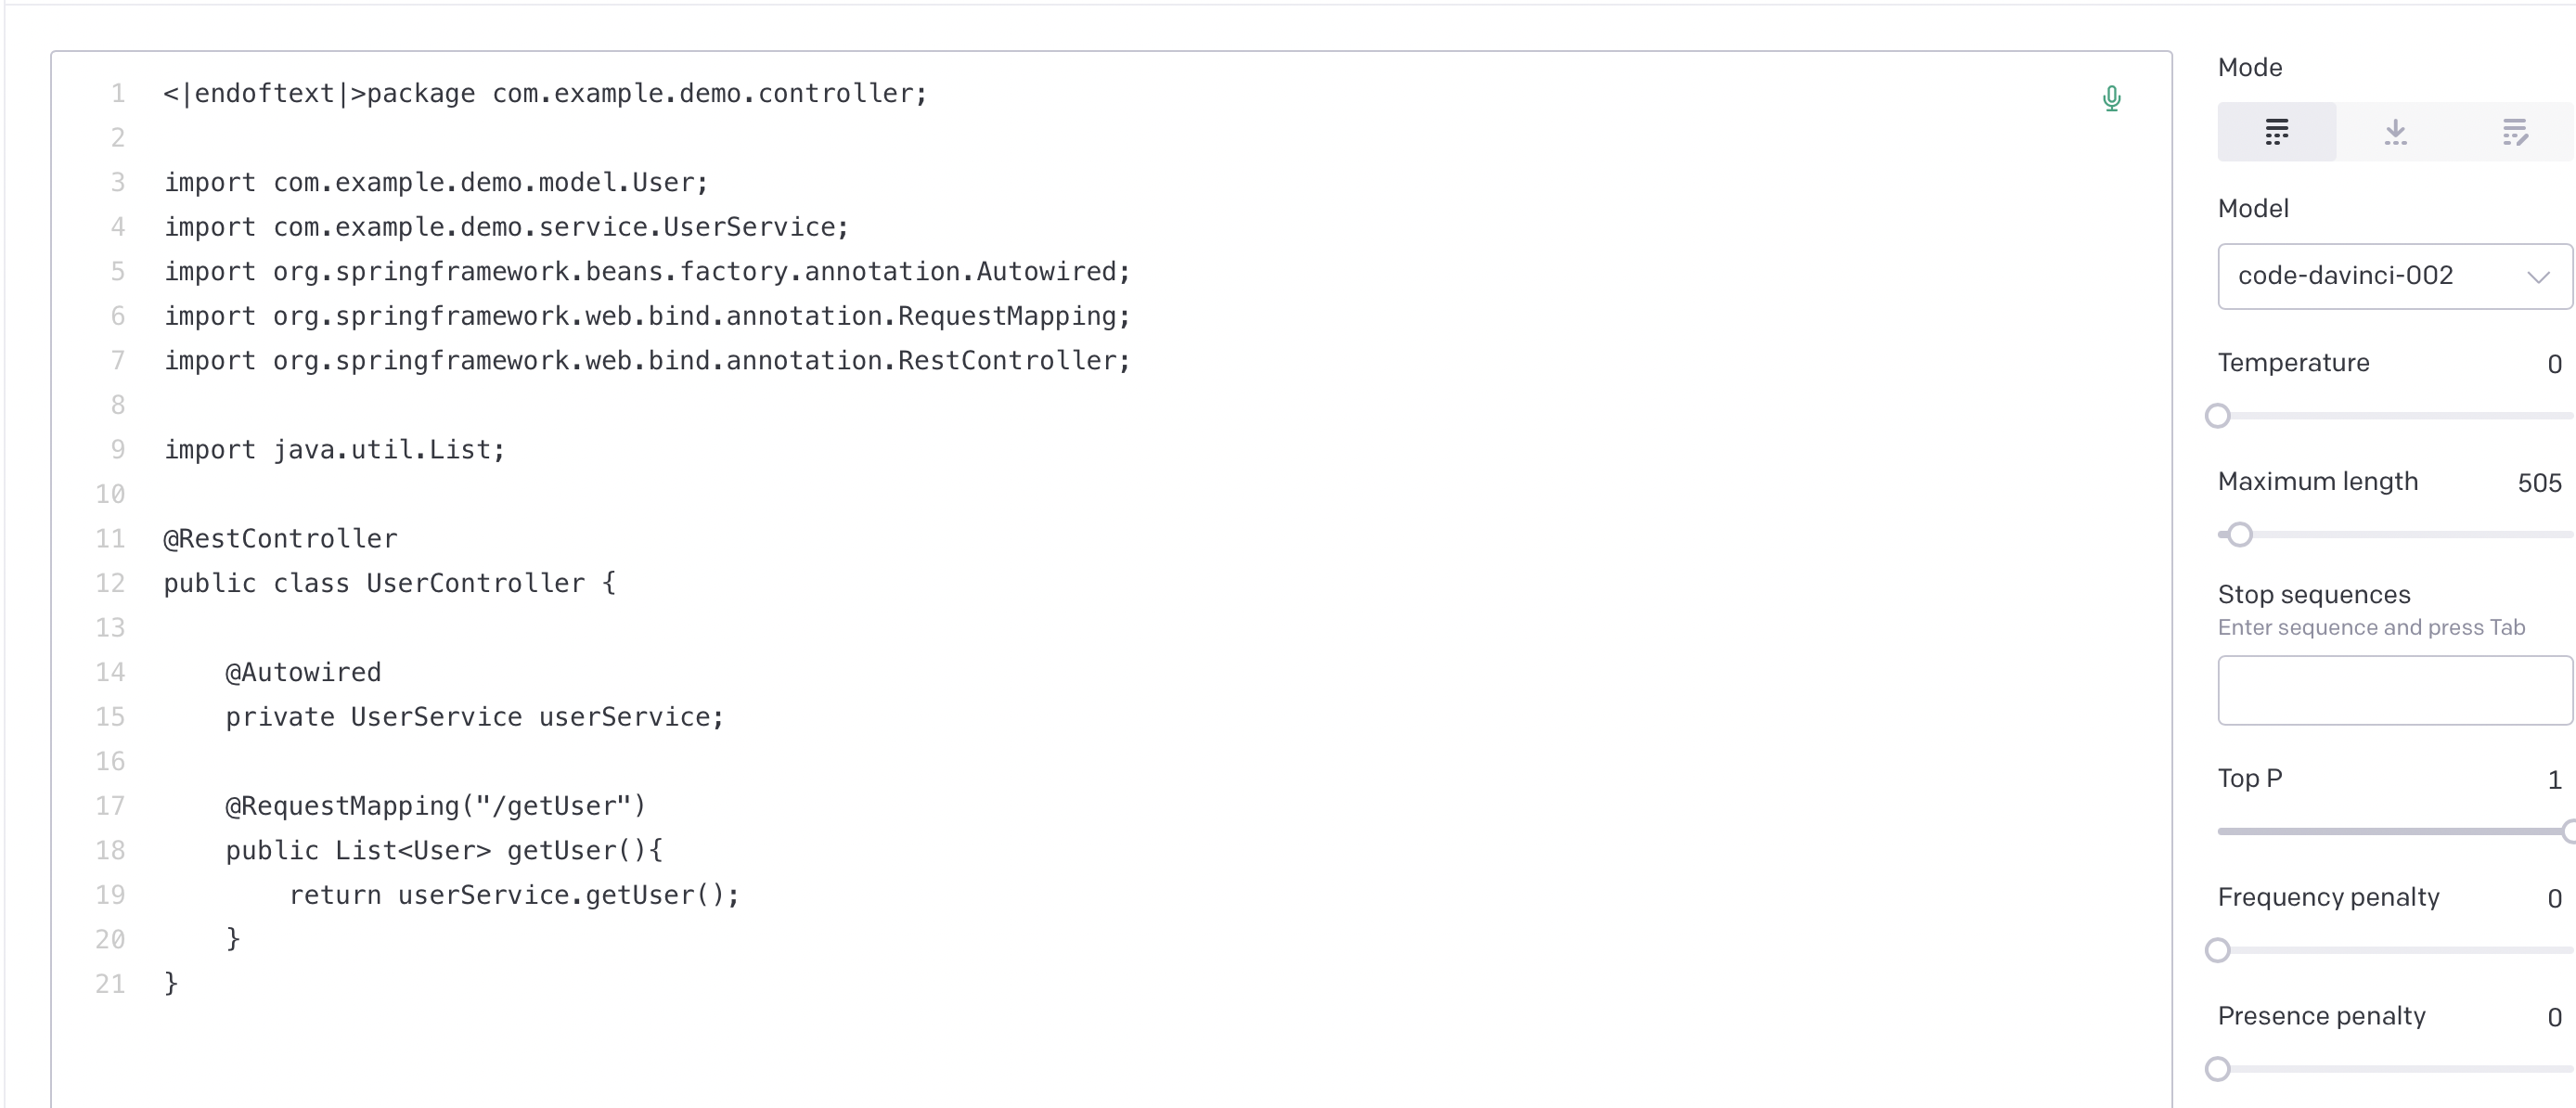 1 <|endoftext|>package com.example.demo.controller;
2
3 import com.example.demo.model.User;
4 import com.example.demo.service.UserService;
5 import org.springframework.beans.factory.annotation.Autowired;
6 import org.springframework.web.bind.annotation.RequestMapping;
7 import org.springframework.web.bind.annotation.RestController;
8
9 import java.util.List;
10
11 @RestController
12 public class UserController {
13
14     @Autowired
15     private UserService userService;
16
17     @RequestMapping("/getUser")
18     public List<User> getUser(){
19         return userService.getUser();
20     }
21 }
Mode
Model
code-davinci-002
Temperature 0
Maximum length 505
Stop sequences
Enter sequence and press Tab
Top P 1
Frequency penalty 0
Presence penalty 0